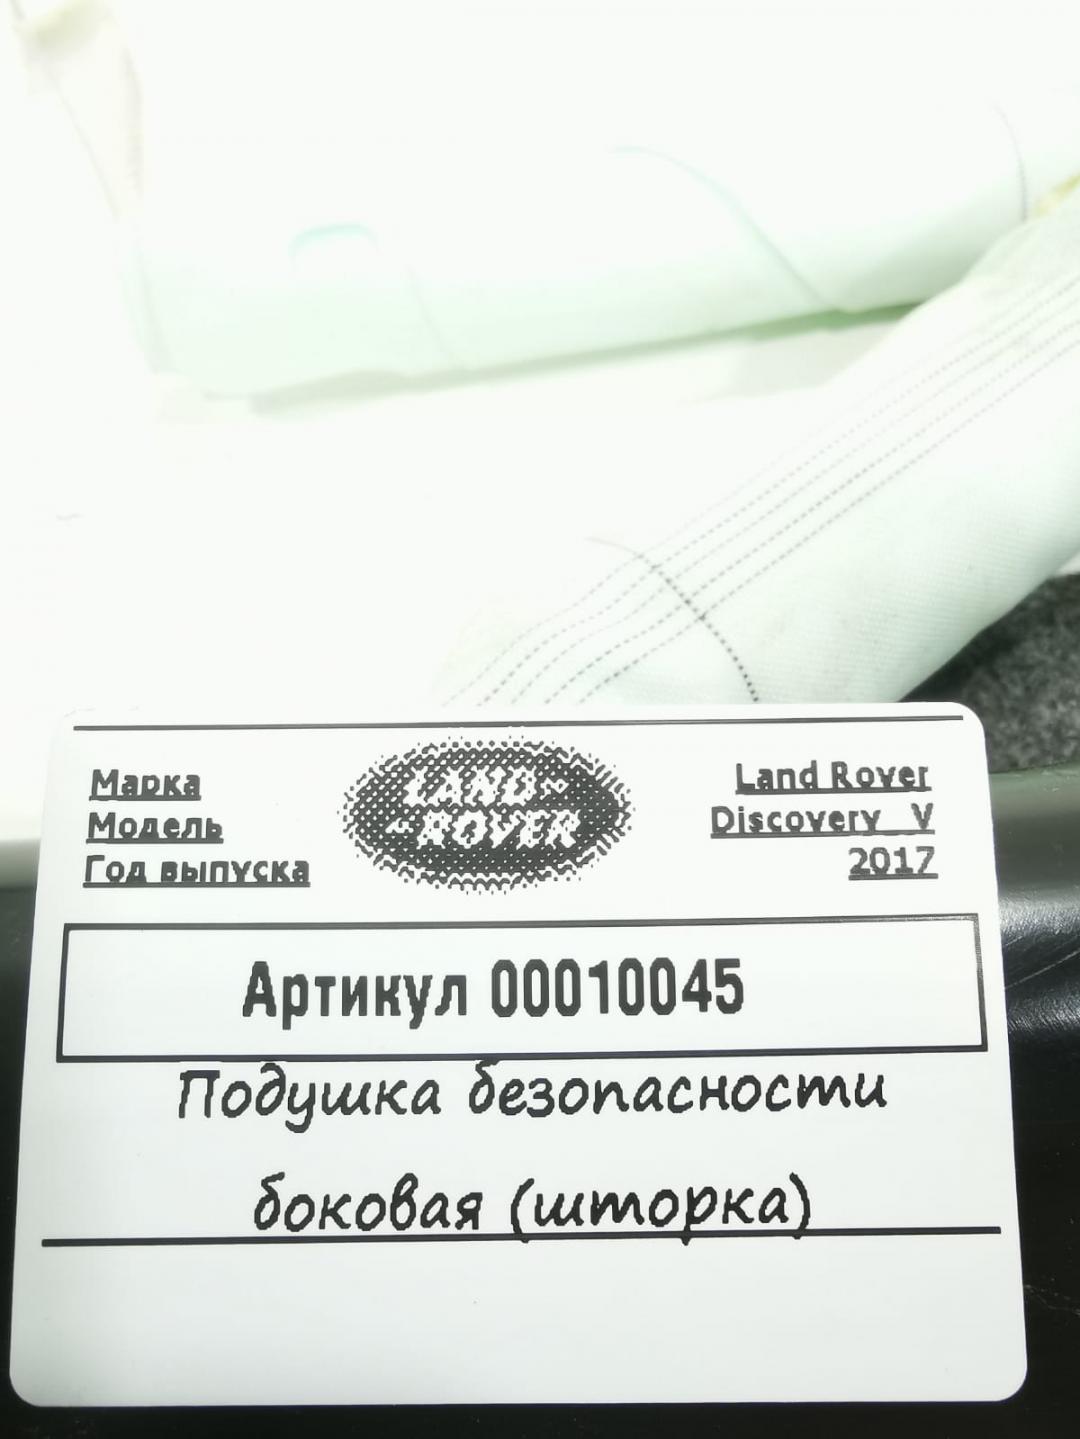 Марка
Модель
Год выпуска
LAND-
-ROVER
Land Rover
Discovery V
2017
Артикул 00010045
Подушка безопасности
боковая (шторка)